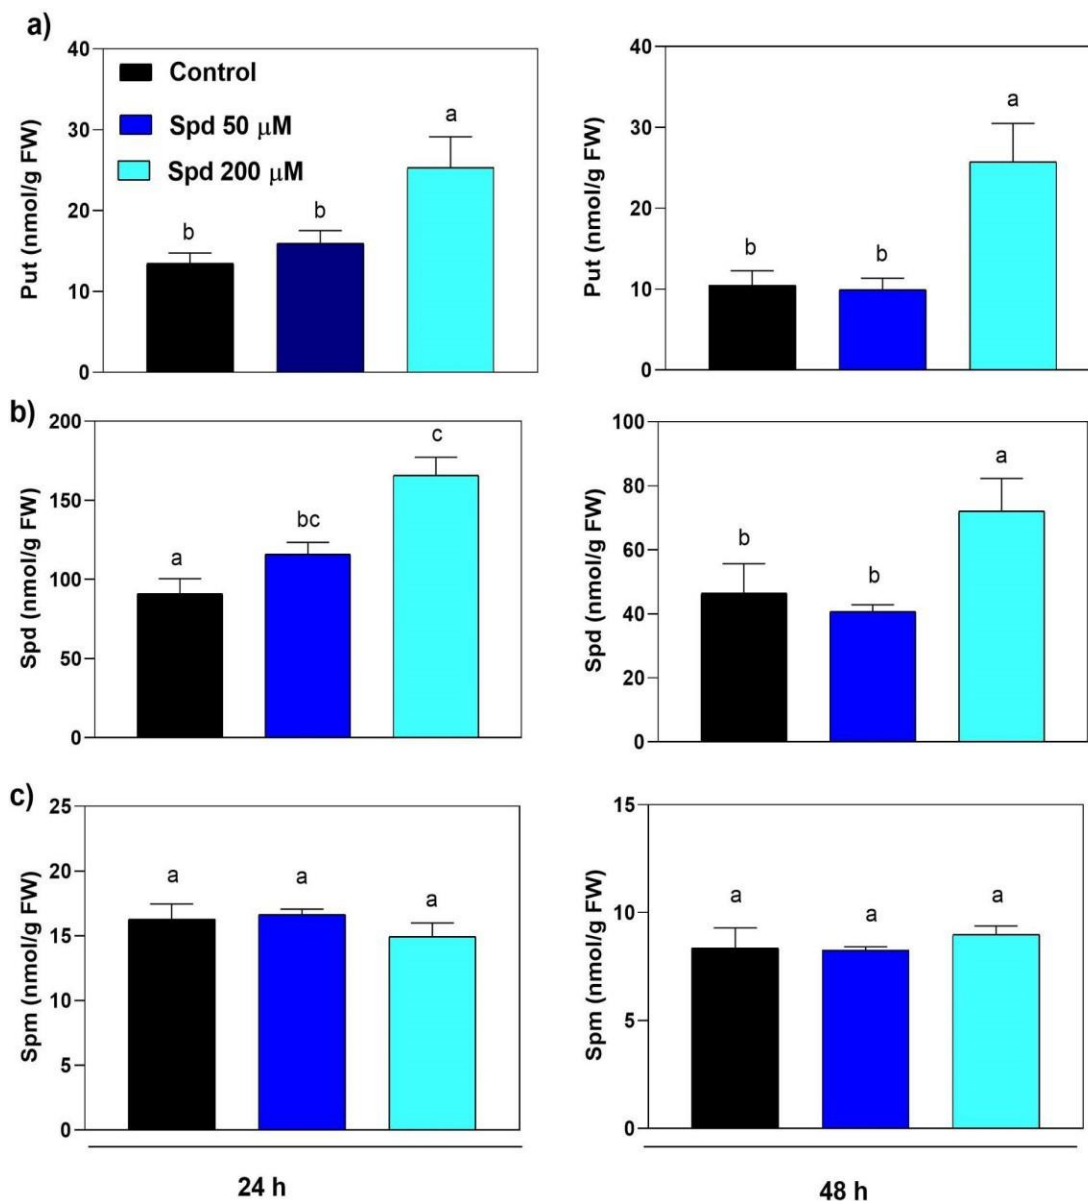 a)
Put (nmol/g FW)
40
30
20
10
0
Control
Spd 50 μM
Spd 200 μM
b
b
a
Put (nmol/g FW)
40
30
20
10
0
b
b
a
b)
Spd (nmol/g FW)
200
150
100
50
0
a
bc
c
Spd (nmol/g FW)
100
80
60
40
20
0
b
b
a
c)
Spm (nmol/g FW)
25
20
15
10
5
0
a
a
a
Spm (nmol/g FW)
15
10
5
0
a
a
a
24 h
48 h